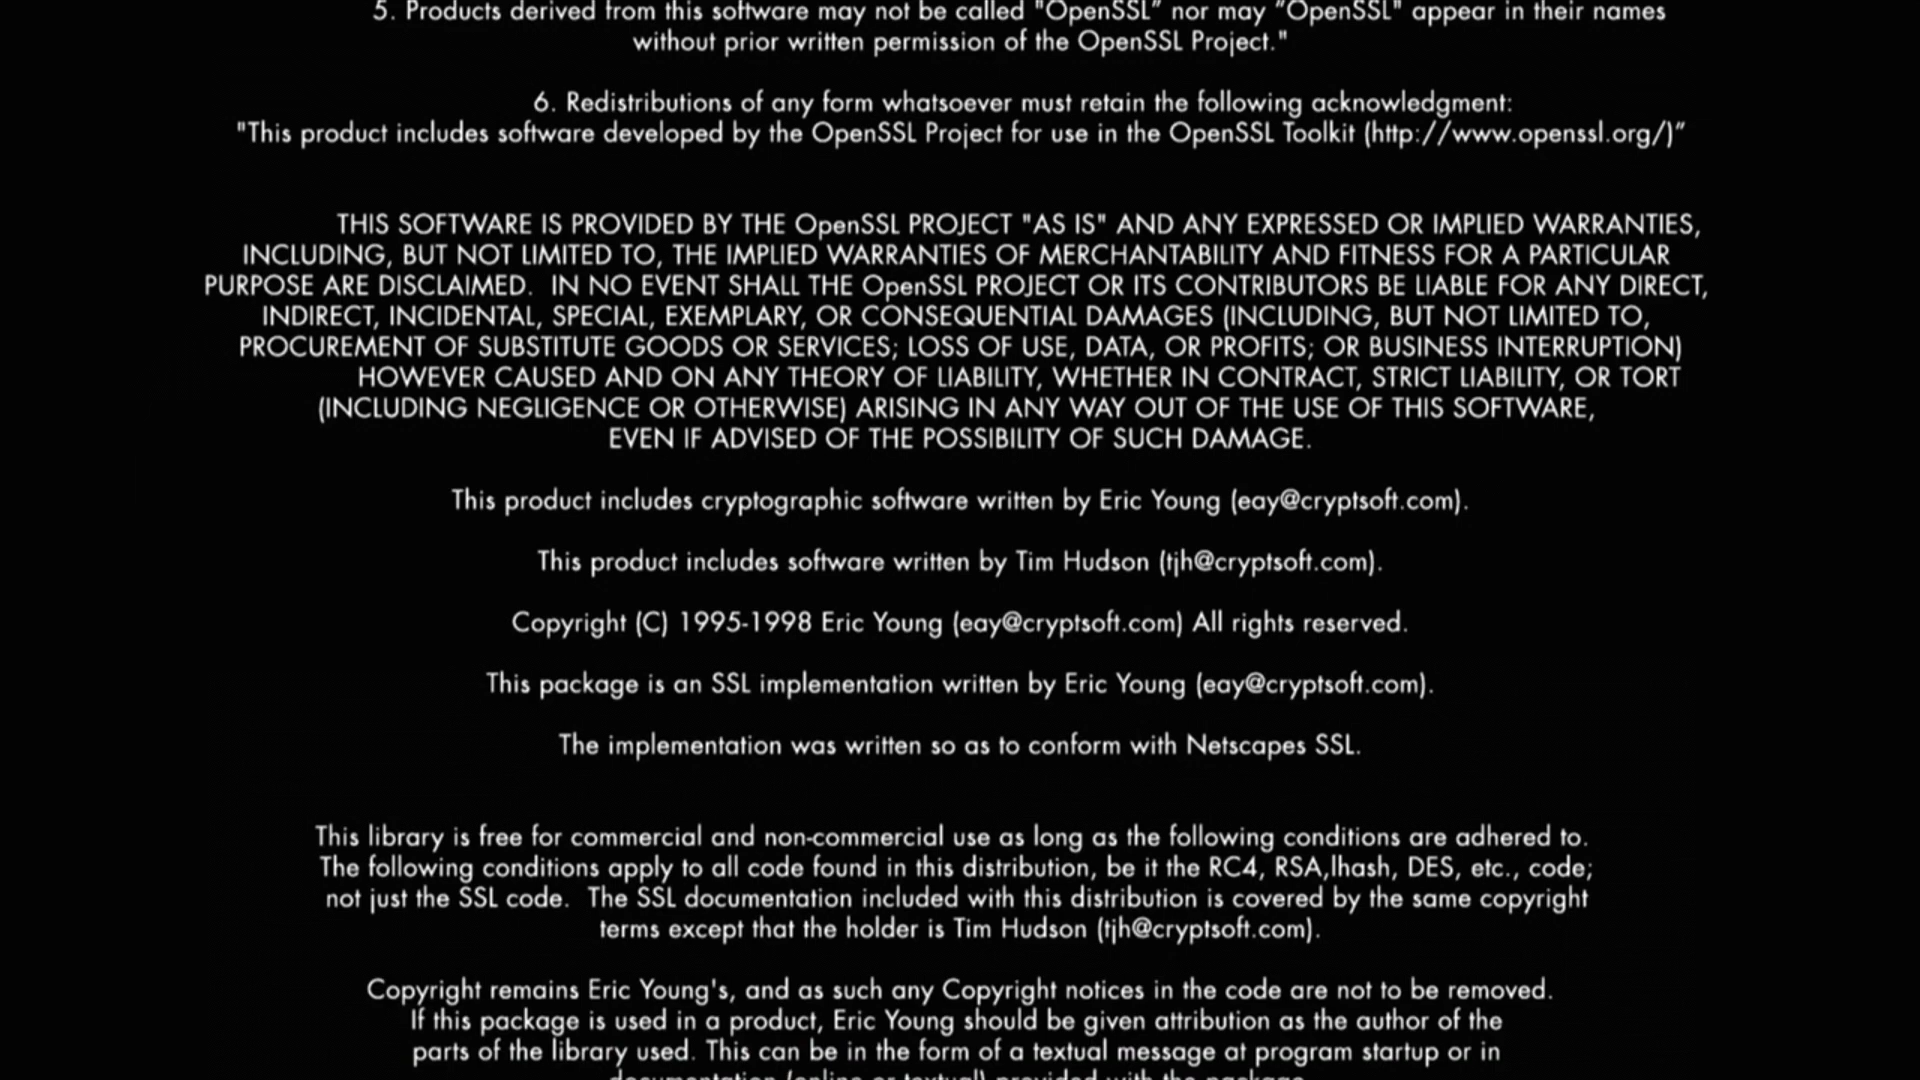 5. Products derived from this software may not be called "OpenSSL” nor may “OpenSSL" appear in their names
without prior written permission of the OpenSSL Project."
6. Redistributions of any form whatsoever must retain the following acknowledgment:
"This product includes software developed by the OpenSSL Project for use in the OpenSSL Toolkit (http://www.openssl.org/)”
THIS SOFTWARE IS PROVIDED BY THE OpenSSL PROJECT "AS IS" AND ANY EXPRESSED OR IMPLIED WARRANTIES,
INCLUDING, BUT NOT LIMITED TO, THE IMPLIED WARRANTIES OF MERCHANTABILITY AND FITNESS FOR A PARTICULAR
PURPOSE ARE DISCLAIMED.  IN NO EVENT SHALL THE OpenSSL PROJECT OR ITS CONTRIBUTORS BE LIABLE FOR ANY DIRECT,
INDIRECT, INCIDENTAL, SPECIAL, EXEMPLARY, OR CONSEQUENTIAL DAMAGES (INCLUDING, BUT NOT LIMITED TO,
PROCUREMENT OF SUBSTITUTE GOODS OR SERVICES; LOSS OF USE, DATA, OR PROFITS; OR BUSINESS INTERRUPTION)
HOWEVER CAUSED AND ON ANY THEORY OF LIABILITY, WHETHER IN CONTRACT, STRICT LIABILITY, OR TORT
(INCLUDING NEGLIGENCE OR OTHERWISE) ARISING IN ANY WAY OUT OF THE USE OF THIS SOFTWARE,
EVEN IF ADVISED OF THE POSSIBILITY OF SUCH DAMAGE.
This product includes cryptographic software written by Eric Young (eay@cryptsoft.com).
This product includes software written by Tim Hudson (tjh@cryptsoft.com).
Copyright (C) 1995-1998 Eric Young (eay@cryptsoft.com) All rights reserved.
This package is an SSL implementation written by Eric Young (eay@cryptsoft.com).
The implementation was written so as to conform with Netscapes SSL.
This library is free for commercial and non-commercial use as long as the following conditions are adhered to.
The following conditions apply to all code found in this distribution, be it the RC4, RSA,lhash, DES, etc., code;
not just the SSL code.  The SSL documentation included with this distribution is covered by the same copyright
terms except that the holder is Tim Hudson (tjh@cryptsoft.com).
Copyright remains Eric Young's, and as such any Copyright notices in the code are not to be removed.
If this package is used in a product, Eric Young should be given attribution as the author of the
parts of the library used. This can be in the form of a textual message at program startup or in
documentation (online or textual) provided with the package.